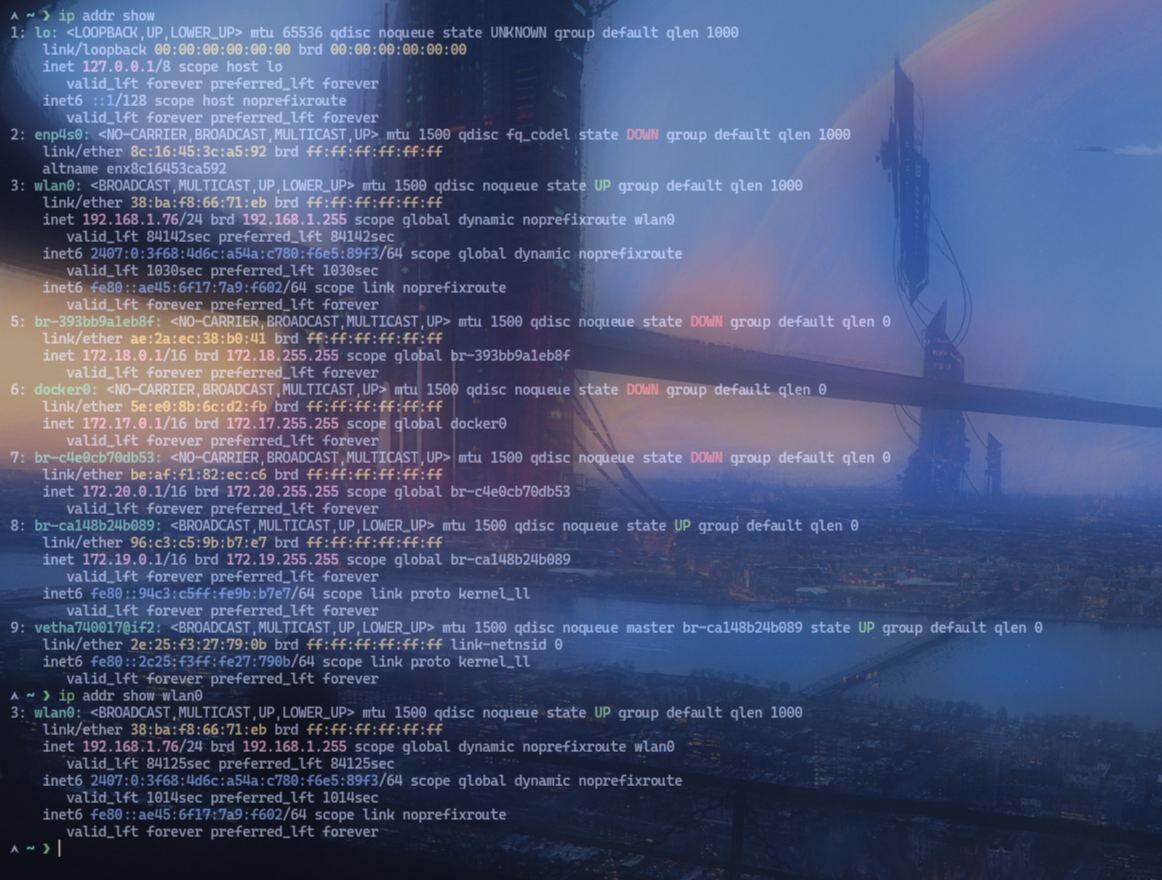 ᗑ ~ ❯ ip addr show
1: lo: <LOOPBACK,UP,LOWER_UP> mtu 65536 qdisc noqueue state UNKNOWN group default qlen 1000
    link/loopback 00:00:00:00:00:00 brd 00:00:00:00:00:00
    inet 127.0.0.1/8 scope host lo
       valid_lft forever preferred_lft forever
    inet6 ::1/128 scope host noprefixroute
       valid_lft forever preferred_lft forever
2: enp4s0: <NO-CARRIER,BROADCAST,MULTICAST,UP> mtu 1500 qdisc fq_codel state DOWN group default qlen 1000
    link/ether 8c:16:45:3c:a5:92 brd ff:ff:ff:ff:ff:ff
    altname enx8c16453ca592
3: wlan0: <BROADCAST,MULTICAST,UP,LOWER_UP> mtu 1500 qdisc noqueue state UP group default qlen 1000
    link/ether 38:ba:f8:66:71:eb brd ff:ff:ff:ff:ff:ff
    inet 192.168.1.76/24 brd 192.168.1.255 scope global dynamic noprefixroute wlan0
       valid_lft 84142sec preferred_lft 84142sec
    inet6 2407:0:3f68:4d6c:a54a:c780:f6e5:89f3/64 scope global dynamic noprefixroute
       valid_lft 1030sec preferred_lft 1030sec
    inet6 fe80::ae45:6f17:7a9:f602/64 scope link noprefixroute
       valid_lft forever preferred_lft forever
5: br-393bb9a1eb8f: <NO-CARRIER,BROADCAST,MULTICAST,UP> mtu 1500 qdisc noqueue state DOWN group default qlen 0
    link/ether ae:2a:ec:38:b0:41 brd ff:ff:ff:ff:ff:ff
    inet 172.18.0.1/16 brd 172.18.255.255 scope global br-393bb9a1eb8f
       valid_lft forever preferred_lft forever
6: docker0: <NO-CARRIER,BROADCAST,MULTICAST,UP> mtu 1500 qdisc noqueue state DOWN group default qlen 0
    link/ether 5e:e0:8b:6c:d2:fb brd ff:ff:ff:ff:ff:ff
    inet 172.17.0.1/16 brd 172.17.255.255 scope global docker0
       valid_lft forever preferred_lft forever
7: br-c4e0cb70db53: <NO-CARRIER,BROADCAST,MULTICAST,UP> mtu 1500 qdisc noqueue state DOWN group default qlen 0
    link/ether be:af:f1:82:ec:c6 brd ff:ff:ff:ff:ff:ff
    inet 172.20.0.1/16 brd 172.20.255.255 scope global br-c4e0cb70db53
       valid_lft forever preferred_lft forever
8: br-ca148b24b089: <BROADCAST,MULTICAST,UP,LOWER_UP> mtu 1500 qdisc noqueue state UP group default qlen 0
    link/ether 96:c3:c5:9b:b7:e7 brd ff:ff:ff:ff:ff:ff
    inet 172.19.0.1/16 brd 172.19.255.255 scope global br-ca148b24b089
       valid_lft forever preferred_lft forever
    inet6 fe80::94c3:c5ff:fe9b:b7e7/64 scope link proto kernel_ll
       valid_lft forever preferred_lft forever
9: vetha740017@if2: <BROADCAST,MULTICAST,UP,LOWER_UP> mtu 1500 qdisc noqueue master br-ca148b24b089 state UP group default qlen 0
    link/ether 2e:25:f3:27:79:0b brd ff:ff:ff:ff:ff:ff link-netnsid 0
    inet6 fe80::2c25:f3ff:fe27:790b/64 scope link proto kernel_ll
       valid_lft forever preferred_lft forever
ᗑ ~ ❯ ip addr show wlan0
3: wlan0: <BROADCAST,MULTICAST,UP,LOWER_UP> mtu 1500 qdisc noqueue state UP group default qlen 1000
    link/ether 38:ba:f8:66:71:eb brd ff:ff:ff:ff:ff:ff
    inet 192.168.1.76/24 brd 192.168.1.255 scope global dynamic noprefixroute wlan0
       valid_lft 84125sec preferred_lft 84125sec
    inet6 2407:0:3f68:4d6c:a54a:c780:f6e5:89f3/64 scope global dynamic noprefixroute
       valid_lft 1014sec preferred_lft 1014sec
    inet6 fe80::ae45:6f17:7a9:f602/64 scope link noprefixroute
       valid_lft forever preferred_lft forever
ᗑ ~ ❯